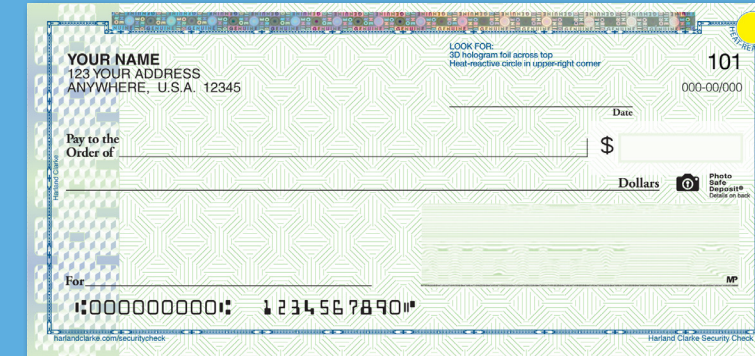 LOOK FOR:
3D hologram foil across top
Heat-reactive circle in upper-right corner
YOUR NAME
123 YOUR ADDRESS
ANYWHERE, U.S.A. 12345
101
000-00/000
Date
Pay to the
Order of
$
Dollars
Photo
Safe
Deposit®
Details on back
Harland Clarke
MP
For
⑆000000000⑆ 1234567890⑈
harlandclarke.com/securitycheck
Harland Clarke Security Check